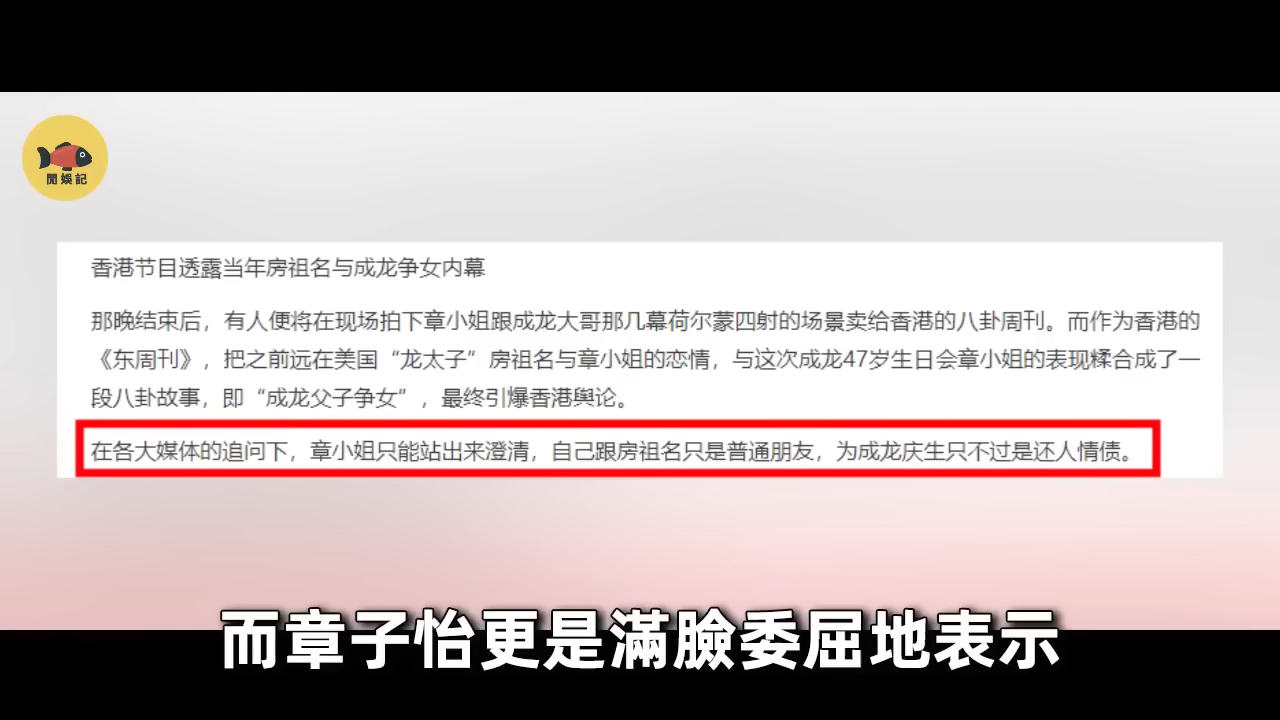 閒娛記
香港节目透露当年房祖名与成龙争女内幕
那晚结束后，有人便将在现场拍下章小姐跟成龙大哥那几幕荷尔蒙四射的场景卖给香港的八卦周刊。而作为香港的
《东周刊》，把之前远在美国“龙太子”房祖名与章小姐的恋情，与这次成龙47岁生日会章小姐的表现糅合成了一
段八卦故事，即“成龙父子争女”，最终引爆香港舆论。
在各大媒体的追问下，章小姐只能站出来澄清，自己跟房祖名只是普通朋友，为成龙庆生只不过是还人情债。
而章子怡更是滿臉委屈地表示